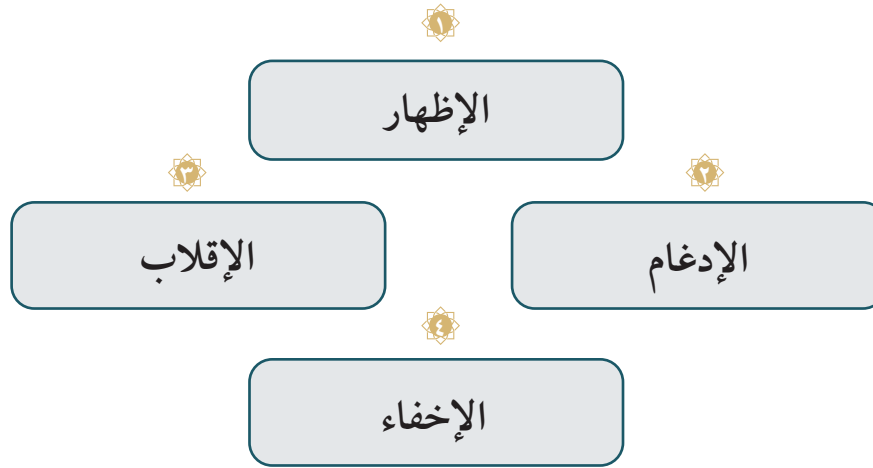 ١
الإظهار
٢
الإدغام
٣
الإقلاب
٤
الإخفاء